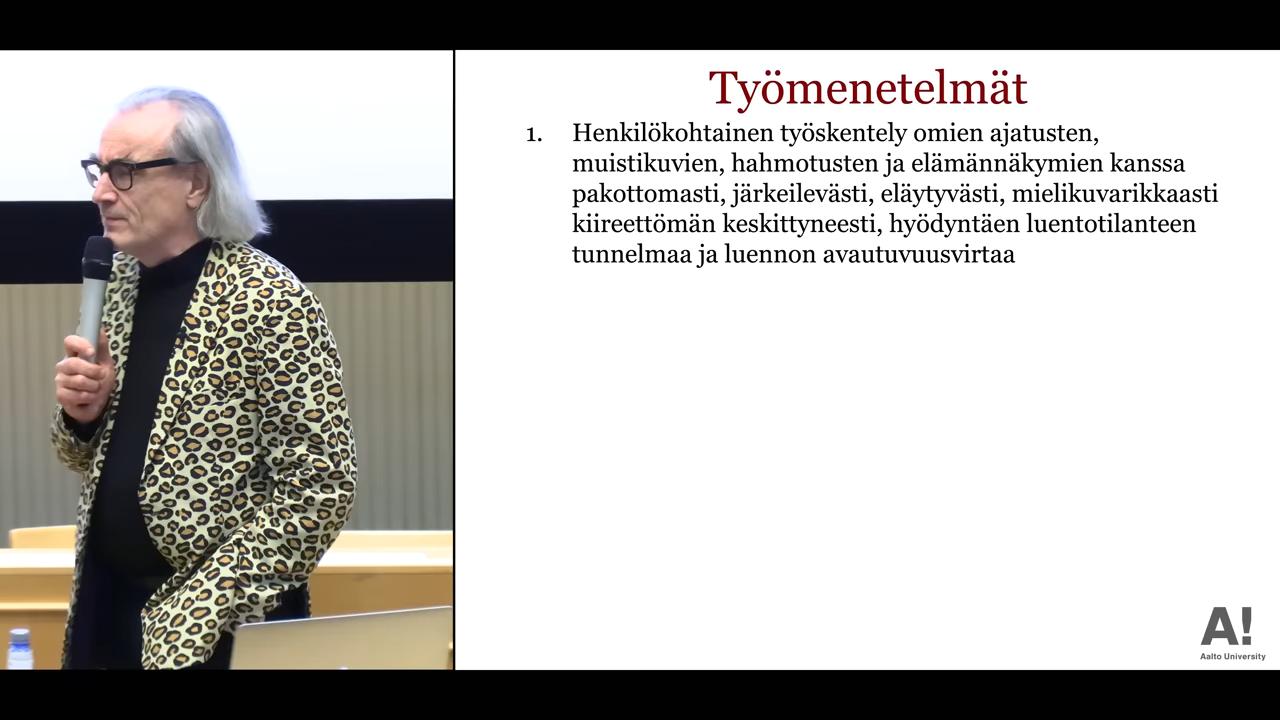 Työmenetelmät
1. Henkilökohtainen työskentely omien ajatusten,
muistikuvien, hahmotusten ja elämännäkymien kanssa
pakottomasti, järkeilevästi, eläytyvästi, mielikuvarikkaasti
kiireettömän keskittyneesti, hyödyntäen luentotilanteen
tunnelmaa ja luennon avautuvuusvirtaa
A!
Aalto University